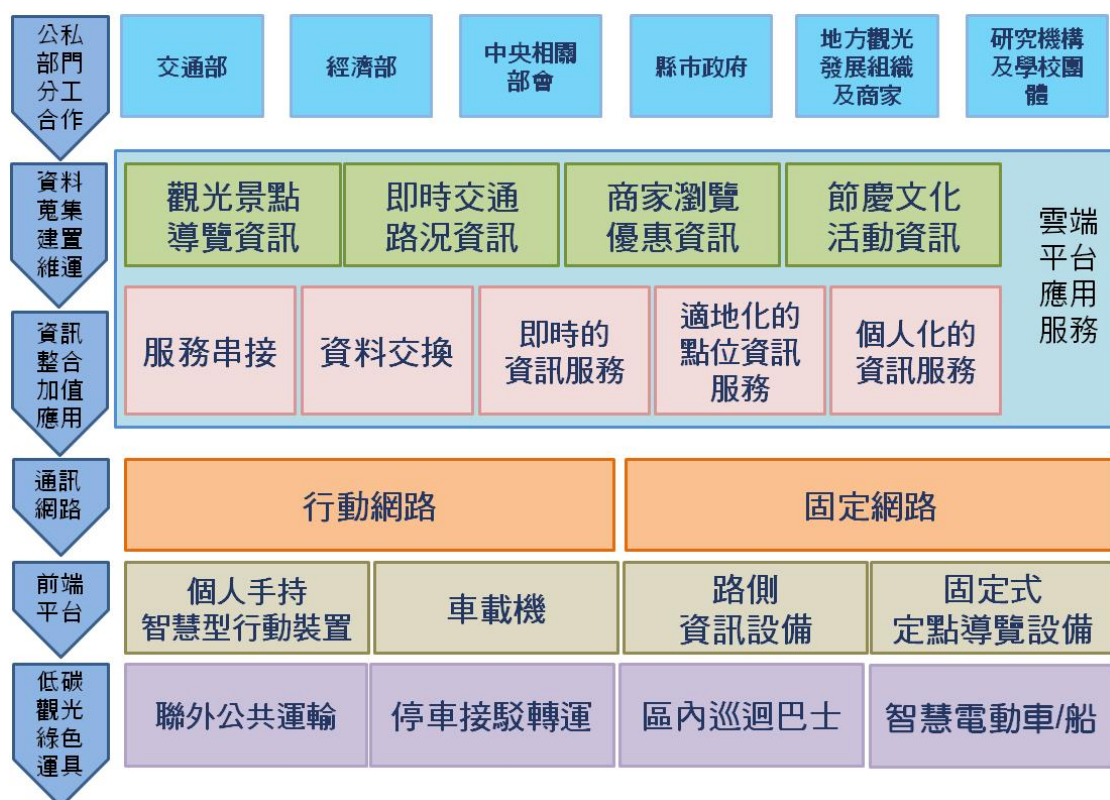 公私
部門
分工
合作
交通部
經濟部
中央相關
部會
縣市政府
地方觀光
發展組織
及商家
研究機構
及學校團
體
資料
蒐集
建置
維運
觀光景點
導覽資訊
即時交通
路況資訊
商家瀏覽
優惠資訊
節慶文化
活動資訊
雲端
平台
應用
服務
資訊
整合
加值
應用
服務串接
資料交換
即時的
資訊服務
適地化的
點位資訊
服務
個人化的
資訊服務
通訊
網路
行動網路
固定網路
前端
平台
個人手持
智慧型行動裝置
車載機
路側
資訊設備
固定式
定點導覽設備
低碳
觀光
綠色
運具
聯外公共運輸
停車接駁轉運
區內巡迴巴士
智慧電動車/船